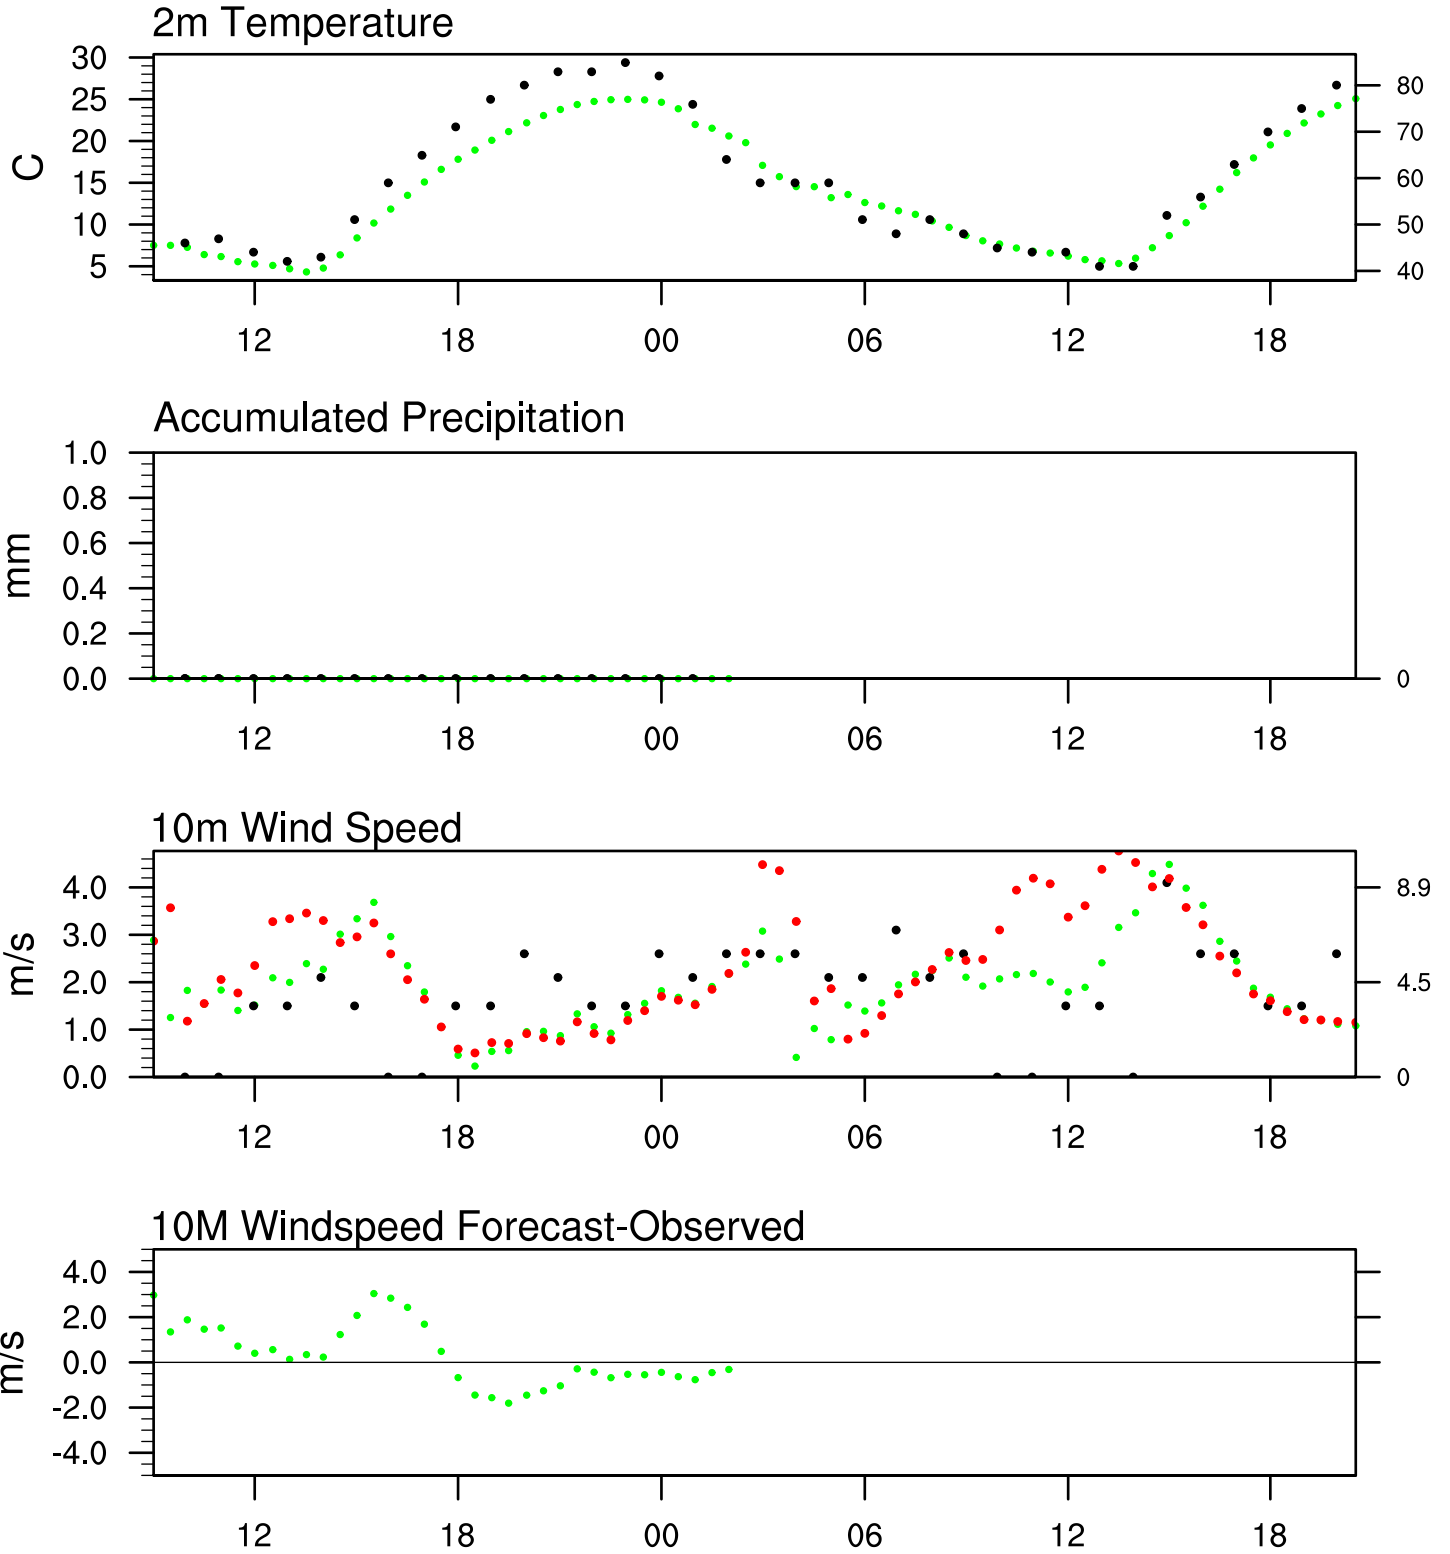 2m Temperature
30
25
20
15
10
5
C
80
70
60
50
40
12 18 00 06 12 18
Accumulated Precipitation
1.0
0.8
0.6
0.4
0.2
0.0
mm
0
12 18 00 06 12 18
10m Wind Speed
4.0
3.0
2.0
1.0
0.0
m/s
8.9
4.5
0
12 18 00 06 12 18
10M Windspeed Forecast-Observed
4.0
2.0
0.0
-2.0
-4.0
m/s
12 18 00 06 12 18